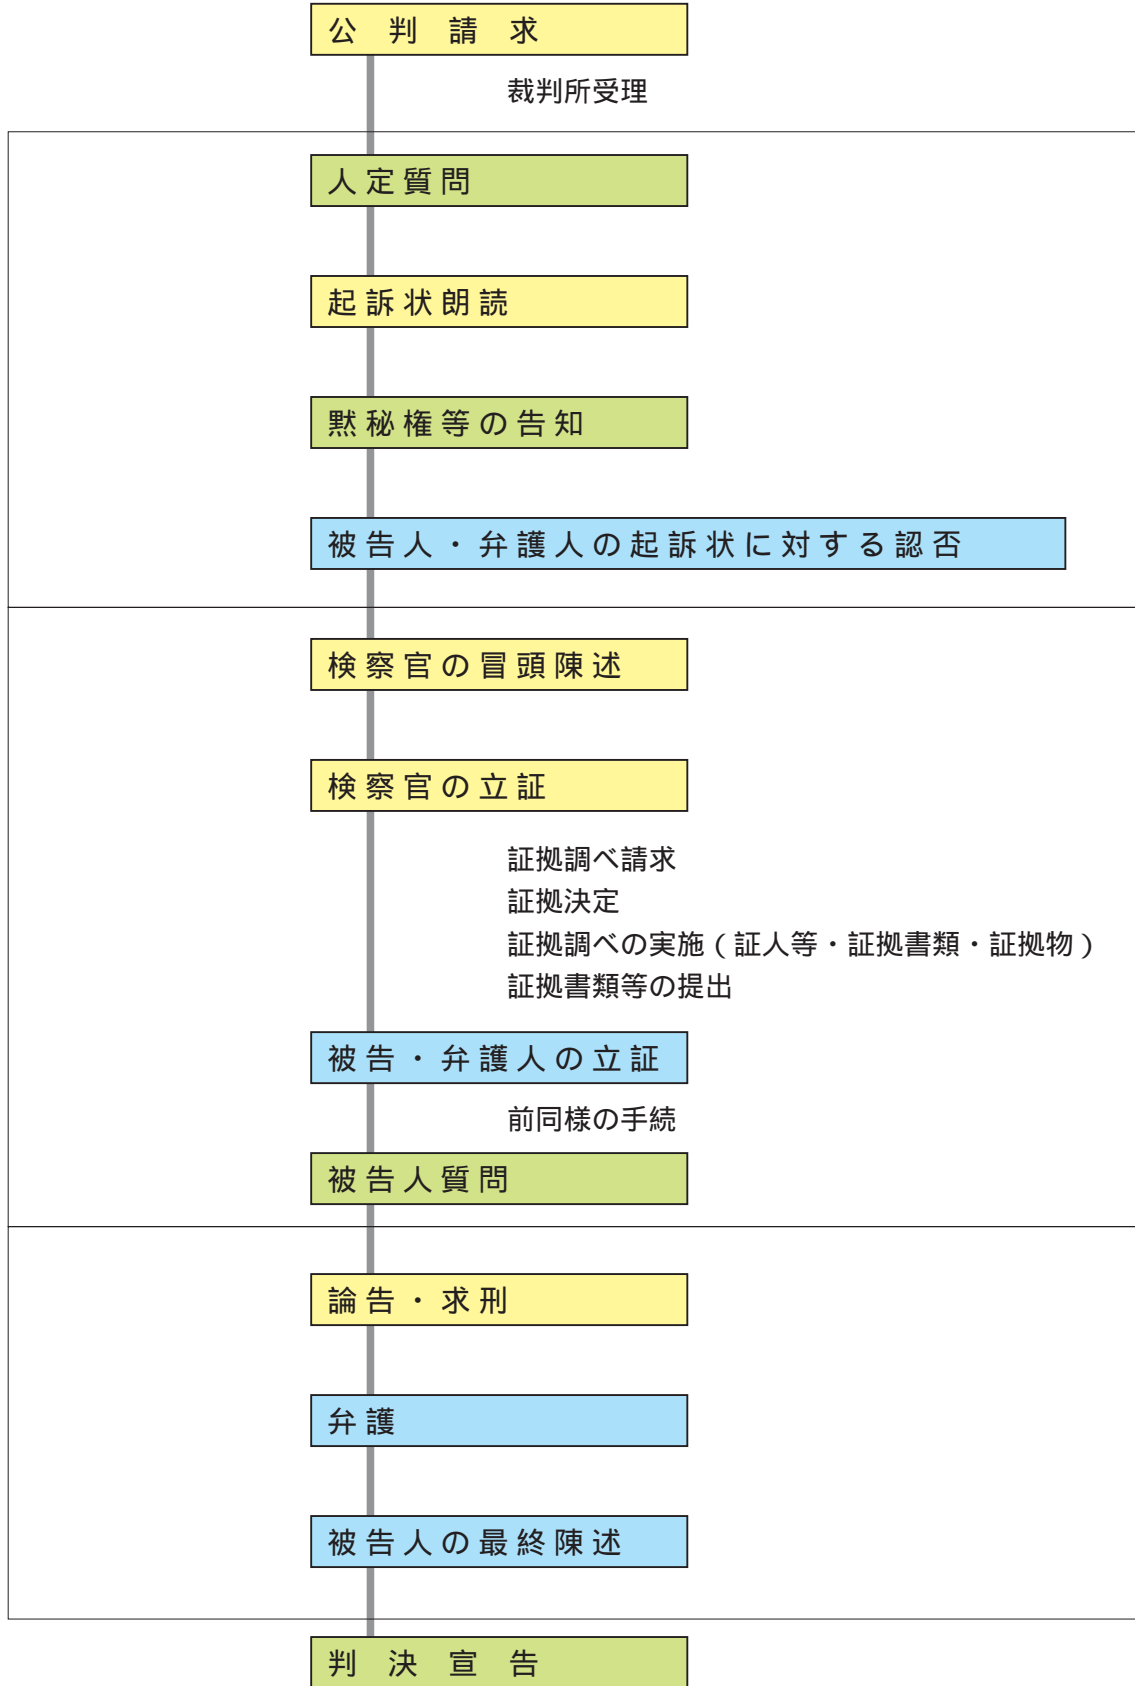 公判請求
裁判所受理
人定質問
起訴状朗読
黙秘権等の告知
被告人・弁護人の起訴状に対する認否
検察官の冒頭陳述
検察官の立証
証拠調べ請求
証拠決定
証拠調べの実施(証人等・証拠書類・証拠物)
証拠書類等の提出
被告・弁護人の立証
前同様の手続
被告人質問
論告・求刑
弁護
被告人の最終陳述
判決宣告